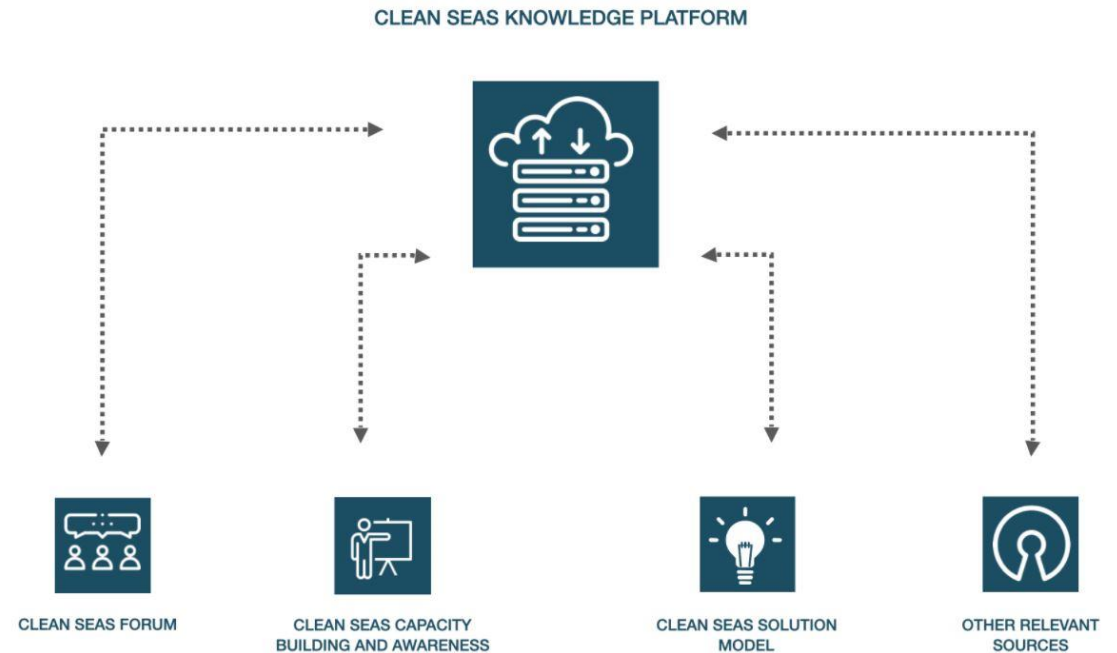 CLEAN SEAS KNOWLEDGE PLATFORM
CLEAN SEAS FORUM
CLEAN SEAS CAPACITY
BUILDING AND AWARENESS
CLEAN SEAS SOLUTION
MODEL
OTHER RELEVANT
SOURCES